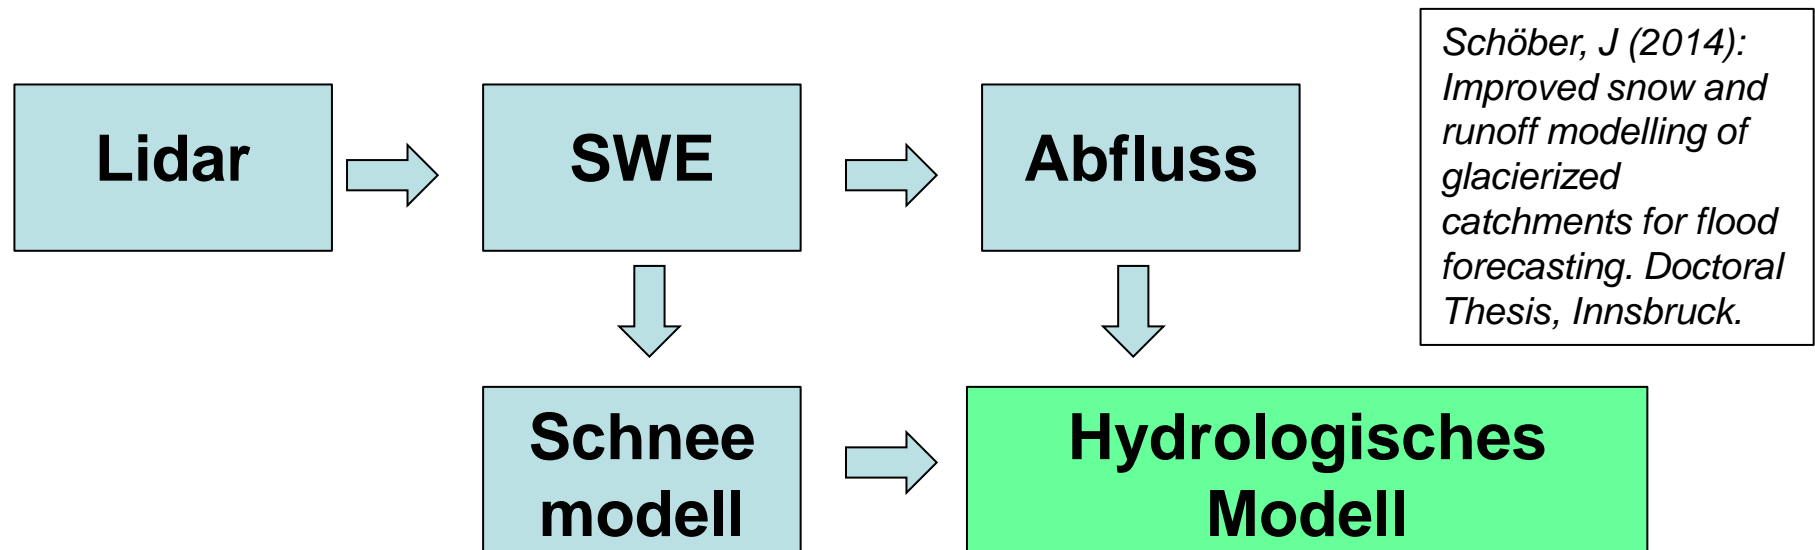 Lidar
SWE
Abfluss
Schöber, J (2014):
Improved snow and
runoff modelling of
glacierized
catchments for flood
forecasting. Doctoral
Thesis, Innsbruck.
Schnee
modell
Hydrologisches
Modell